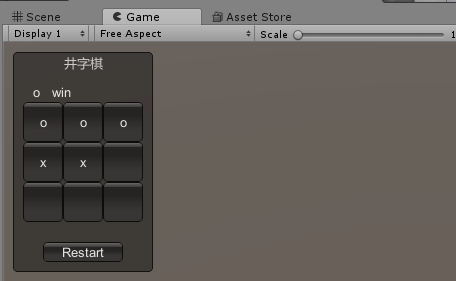 Scene Game Asset Store
Display 1 Free Aspect Scale 1
井字棋
o win
o o o
x x
Restart